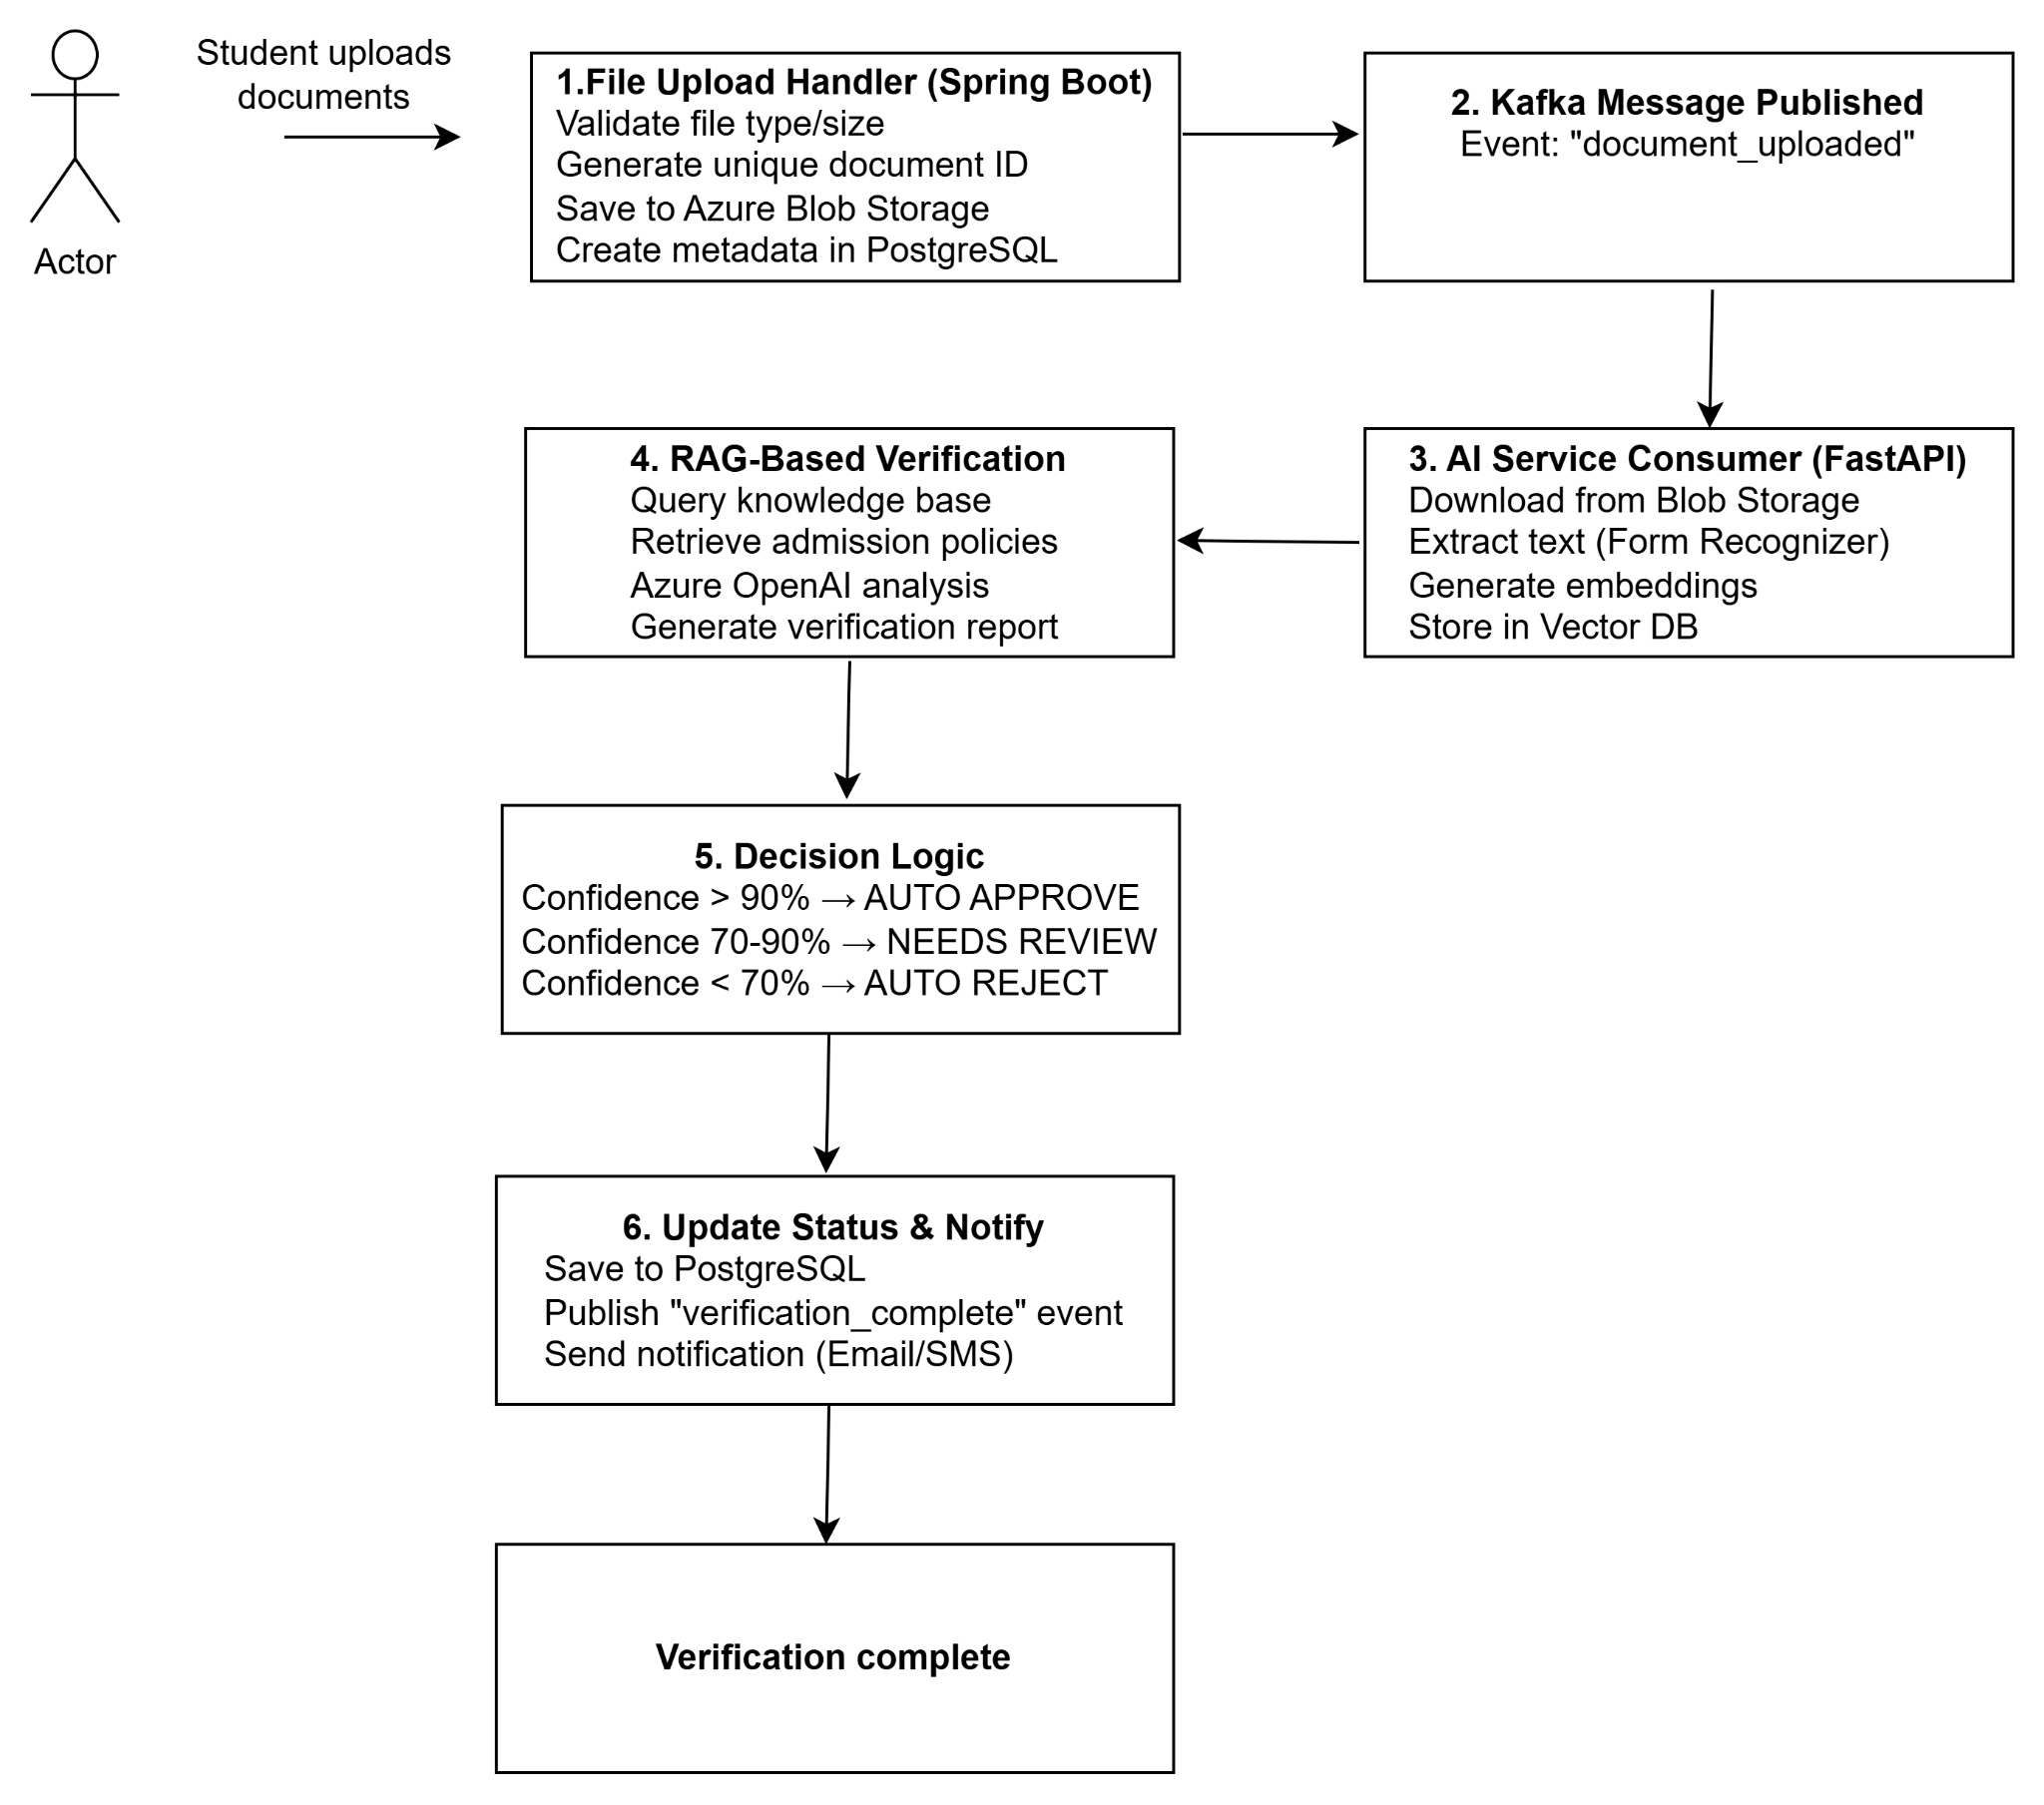 Student uploads
documents
Actor
1.File Upload Handler (Spring Boot)
Validate file type/size
Generate unique document ID
Save to Azure Blob Storage
Create metadata in PostgreSQL
2. Kafka Message Published
Event: "document_uploaded"
3. AI Service Consumer (FastAPI)
Download from Blob Storage
Extract text (Form Recognizer)
Generate embeddings
Store in Vector DB
4. RAG-Based Verification
Query knowledge base
Retrieve admission policies
Azure OpenAI analysis
Generate verification report
5. Decision Logic
Confidence > 90% → AUTO APPROVE
Confidence 70-90% → NEEDS REVIEW
Confidence < 70% → AUTO REJECT
6. Update Status & Notify
Save to PostgreSQL
Publish "verification_complete" event
Send notification (Email/SMS)
Verification complete